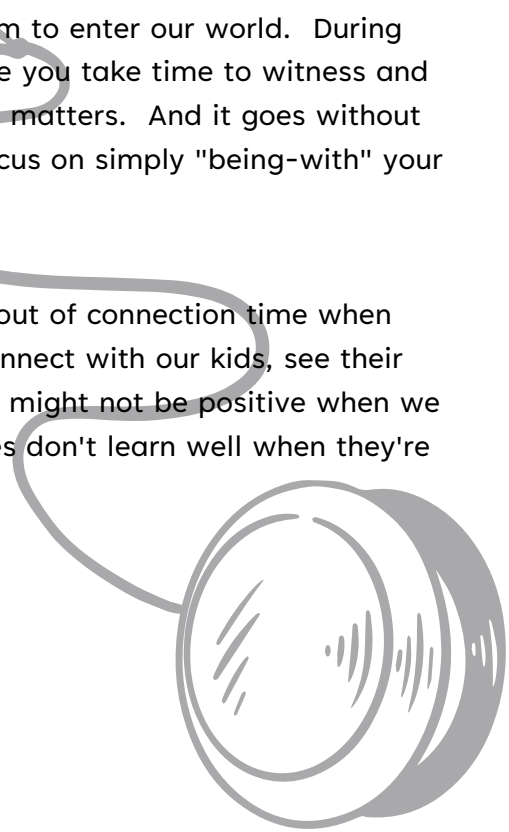 m to enter our world.  During
e you take time to witness and
matters.  And it goes without
cus on simply "being-with" your
out of connection time when
nnect with our kids, see their
might not be positive when we
es don't learn well when they're